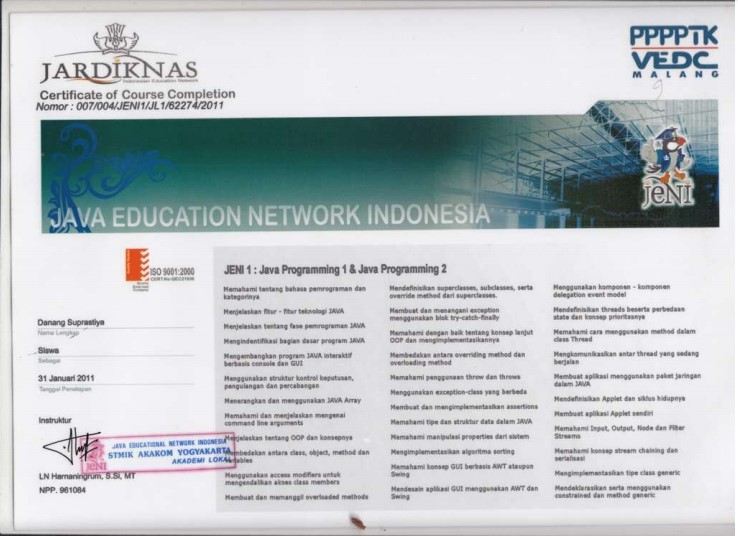 JARDIKNAS
Indonesian Education Network
Certificate of Course Completion
Nomor : 007/004/JENI1/JL1/62274/2011
PPPPTK
VEDC
MALANG
JAVA EDUCATION NETWORK INDONESIA
jeNI
ISO 9001:2000
JENI 1 : Java Programming 1 & Java Programming 2
Danang Suprastiya
Nama Lengkap
Siswa
Sebagai
31 Januari 2011
Tanggal Penetapan
Instruktur
JAVA EDUCATIONAL NETWORK INDONESIA
STMIK AKAKOM YOGYAKARTA
AKADEMI LOKAL
JENI
LN Harnaningrum, S.Si, MT
NPP. 961084
Memahami tentang bahasa pemrograman dan
kategorinya
Menjelaskan fitur - fitur teknologi JAVA
Menjelaskan tentang fase pemrograman JAVA
Mengindentifikasi bagian dasar program JAVA
Mengembangkan program JAVA interaktif
berbasis console dan GUI
Menggunakan struktur kontrol keputusan,
pengulangan dan percabangan
Menerangkan dan menggunakan JAVA Array
Memahami dan menjelaskan mengenai
command line arguments
Menjelaskan tentang OOP dan konsepnya
Membedakan antara class, object, method dan
variables
Menggunakan access modifiers untuk
mengendalikan akses class members
Membuat dan memanggil overloaded methods
Mendefinisikan superclasses, subclasses, serta
override method dari superclasses.
Membuat dan menangani exception
menggunakan blok try-catch-finally
Memahami dengan baik tentang konsep lanjut
OOP dan mengimplementasikannya
Membedakan antara overriding method dan
overloading method
Memahami penggunaan throw dan throws
Menggunakan exception-class yang berbeda
Membuat dan mengimplementasikan assertions
Memahami tipe dan struktur data dalam JAVA
Memahami manipulasi properties dari sistem
Mengimplementasikan algoritma sorting
Memahami konsep GUI berbasis AWT ataupun
Swing
Mendesain aplikasi GUI menggunakan AWT dan
Swing
Menggunakan komponen - komponen
delegation event model
Mendefinisikan threads beserta perbedaan
state dan konsep prioritasnya
Memahami cara menggunakan method dalam
class Thread
Mengkomunikasikan antar thread yang sedang
berjalan
Membuat aplikasi menggunakan paket jaringan
dalam JAVA
Mendefinisikan Applet dan siklus hidupnya
Membuat aplikasi Applet sendiri
Memahami Input, Output, Node dan Filter
Streams
Memahami konsep stream chaining dan
serialisasi
Mengimplementasikan tipe class generic
Mendeklarasikan serta menggunakan
constrained dan method generic